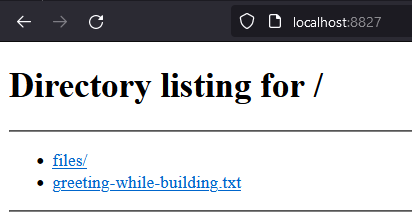 localhost:8827
Directory listing for /
files/
greeting-while-building.txt